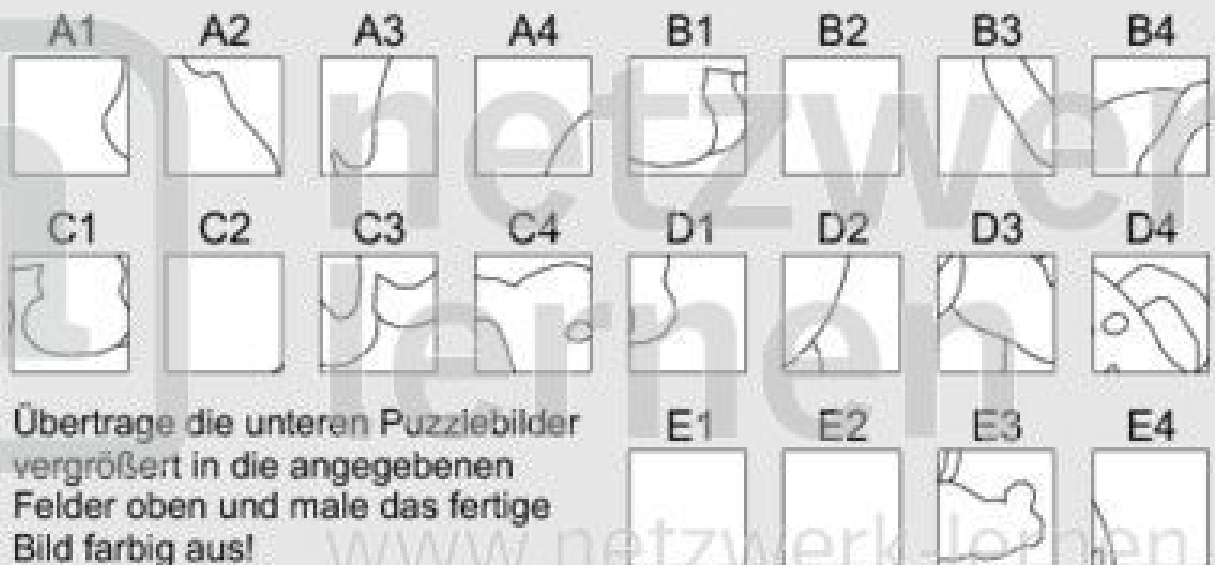 A1 A2 A3 A4 B1 B2 B3 B4
C1 C2 C3 C4 D1 D2 D3 D4
E1 E2 E3 E4
Übertrage die unteren Puzzlebilder
vergrößert in die angegebenen
Felder oben und male das fertige
Bild farbig aus!
netzwer
lernen
www.netzwerk-lernen